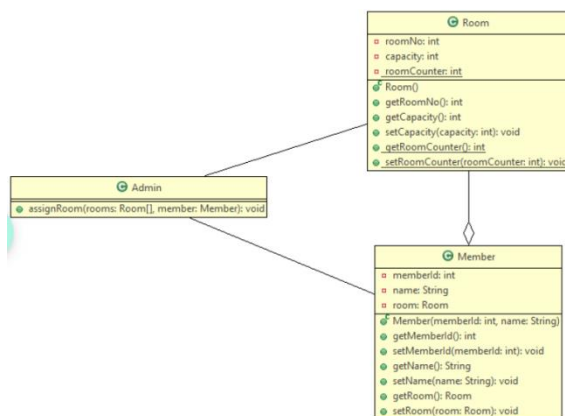 Room
roomNo: int
capacity: int
roomCounter: int
Room()
getRoomNo(): int
getCapacity(): int
setCapacity(capacity: int): void
getRoomCounter(): int
setRoomCounter(roomCounter: int): void
Admin
assignRoom(rooms: Room[], member: Member): void
Member
memberId: int
name: String
room: Room
Member(memberId: int, name: String)
getMemberId(): int
setMemberId(memberId: int): void
getName(): String
setName(name: String): void
getRoom(): Room
setRoom(room: Room): void